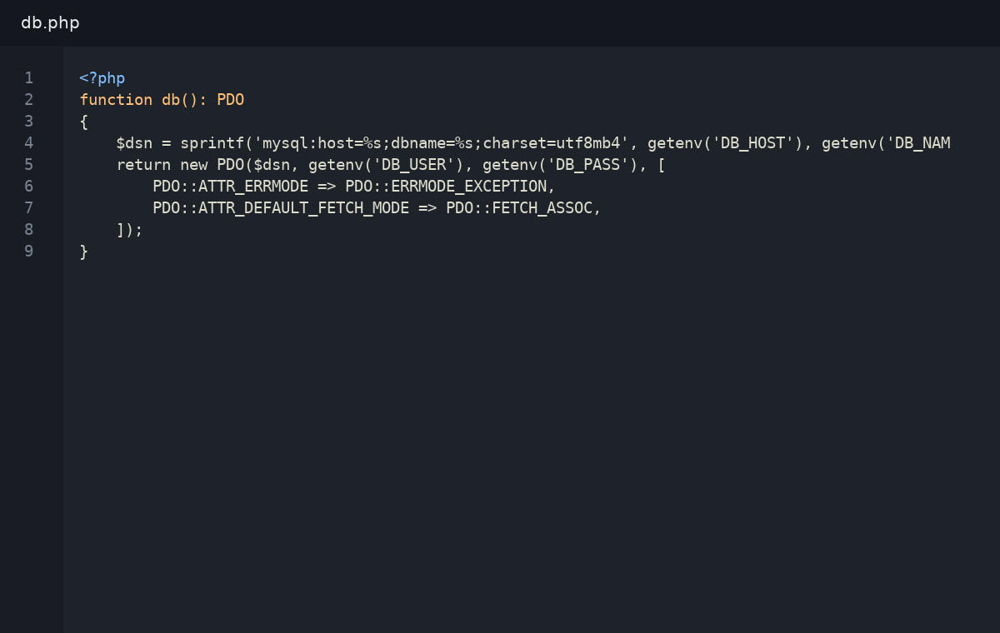 db.php
1 <?php
2 function db(): PDO
3 {
4     $dsn = sprintf('mysql:host=%s;dbname=%s;charset=utf8mb4', getenv('DB_HOST'), getenv('DB_NAM
5     return new PDO($dsn, getenv('DB_USER'), getenv('DB_PASS'), [
6         PDO::ATTR_ERRMODE => PDO::ERRMODE_EXCEPTION,
7         PDO::ATTR_DEFAULT_FETCH_MODE => PDO::FETCH_ASSOC,
8     ]);
9 }